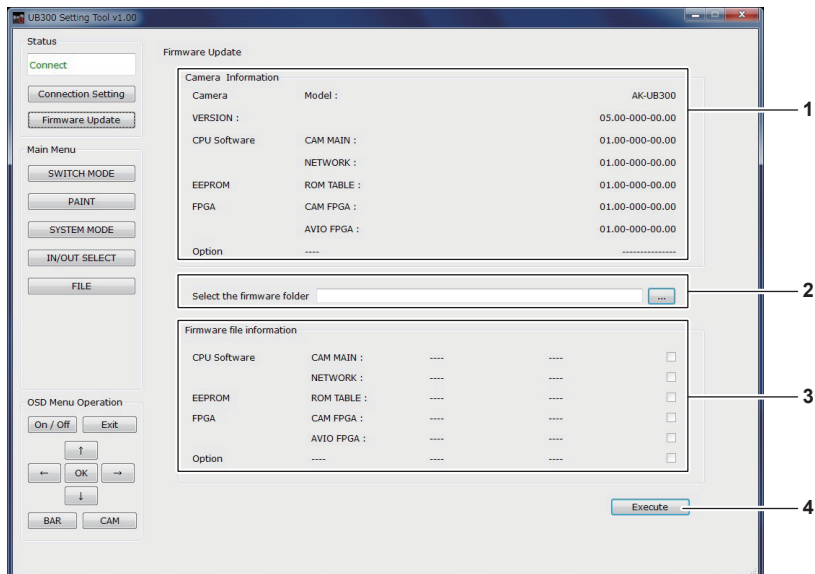 UB300 Setting Tool v1.00
Status
Connect
Connection Setting
Firmware Update
Main Menu
SWITCH MODE
PAINT
SYSTEM MODE
IN/OUT SELECT
FILE
OSD Menu Operation
On / Off Exit
↑
← OK →
↓
BAR CAM
Firmware Update
Camera Information
Camera Model : AK-UB300
VERSION : 05.00-000-00.00
CPU Software CAM MAIN : 01.00-000-00.00
NETWORK : 01.00-000-00.00
EEPROM ROM TABLE : 01.00-000-00.00
FPGA CAM FPGA : 01.00-000-00.00
AVIO FPGA : 01.00-000-00.00
Option ---- ---------------
1
Select the firmware folder ...
2
Firmware file information
CPU Software CAM MAIN : ---- ----
NETWORK : ---- ----
EEPROM ROM TABLE : ---- ----
FPGA CAM FPGA : ---- ----
AVIO FPGA : ---- ----
Option ---- ---- ----
3
Execute
4